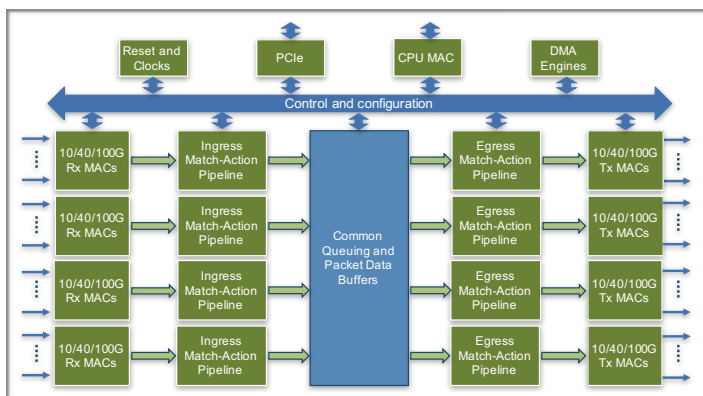 Reset and
Clocks
PCIe
CPU MAC
DMA
Engines
Control and configuration
10/40/100G
Rx MACs
Ingress
Match-Action
Pipeline
Egress
Match-Action
Pipeline
10/40/100G
Tx MACs
10/40/100G
Rx MACs
Ingress
Match-Action
Pipeline
Common
Queuing and
Packet Data
Buffers
Egress
Match-Action
Pipeline
10/40/100G
Tx MACs
10/40/100G
Rx MACs
Ingress
Match-Action
Pipeline
Egress
Match-Action
Pipeline
10/40/100G
Tx MACs
10/40/100G
Rx MACs
Ingress
Match-Action
Pipeline
Egress
Match-Action
Pipeline
10/40/100G
Tx MACs